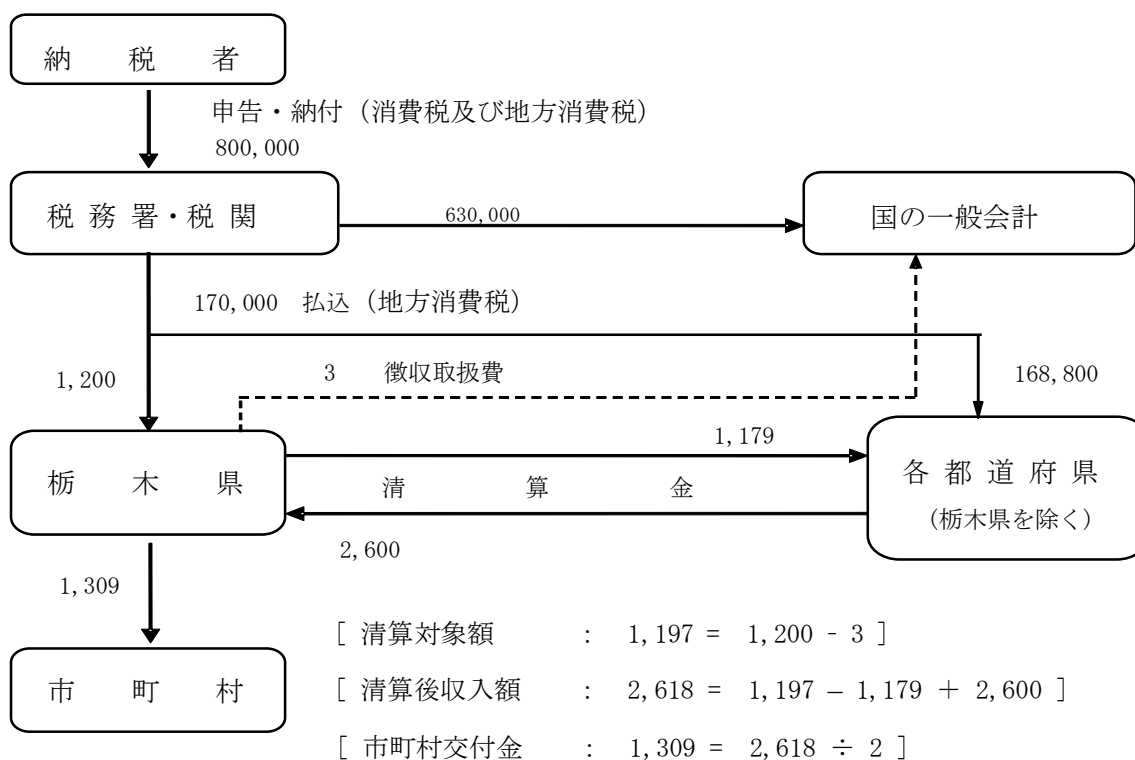 納 税 者
申告・納付（消費税及び地方消費税）
800,000
税 務 署・税 関
630,000
国の一般会計
170,000 払込（地方消費税）
1,200
3 徴収取扱費
168,800
栃 木 県
1,179
清 算 金
2,600
各 都 道 府 県
（栃木県を除く）
1,309
市 町 村
[ 清算対象額 : 1,197 = 1,200 - 3 ]
[ 清算後収入額 : 2,618 = 1,197 – 1,179 + 2,600 ]
[ 市町村交付金 : 1,309 = 2,618 ÷ 2 ]